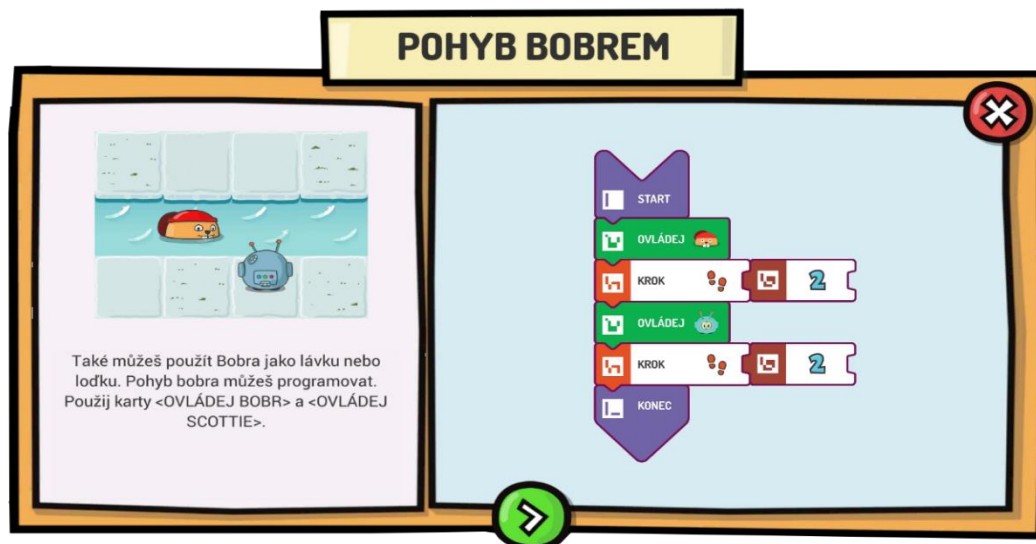 POHYB BOBREM
Také můžeš použít Bobra jako lávku nebo
loďku. Pohyb bobra můžeš programovat.
Použij karty <OVLÁDEJ BOBR> a <OVLÁDEJ
SCOTTIE>.
START
OVLÁDEJ
KROK 2
OVLÁDEJ
KROK 2
KONEC